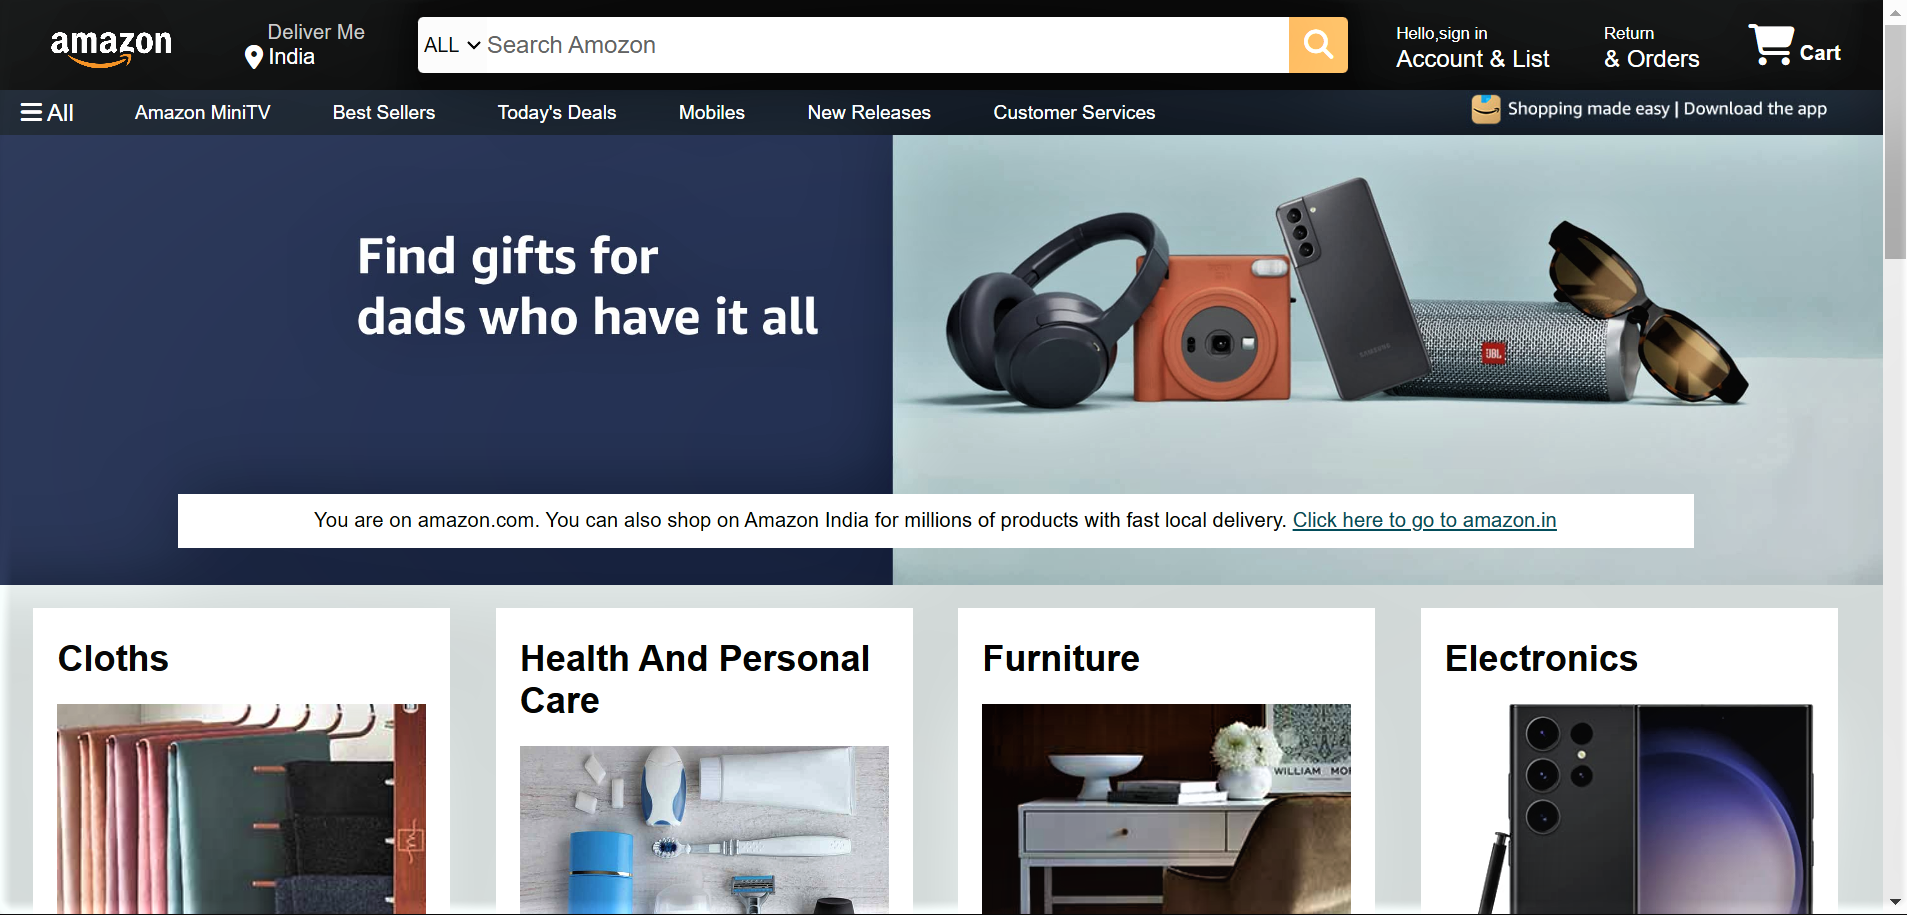 amazon
Deliver Me
India
ALL
Search Amozon
Hello,sign in
Account & List
Return
& Orders
Cart
All
Amazon MiniTV
Best Sellers
Today's Deals
Mobiles
New Releases
Customer Services
Shopping made easy | Download the app
Find gifts for
dads who have it all
SAMSUNG
JBL
You are on amazon.com. You can also shop on Amazon India for millions of products with fast local delivery. Click here to go to amazon.in
Cloths
Health And Personal
Care
Furniture
Electronics
WILLIAM MOR